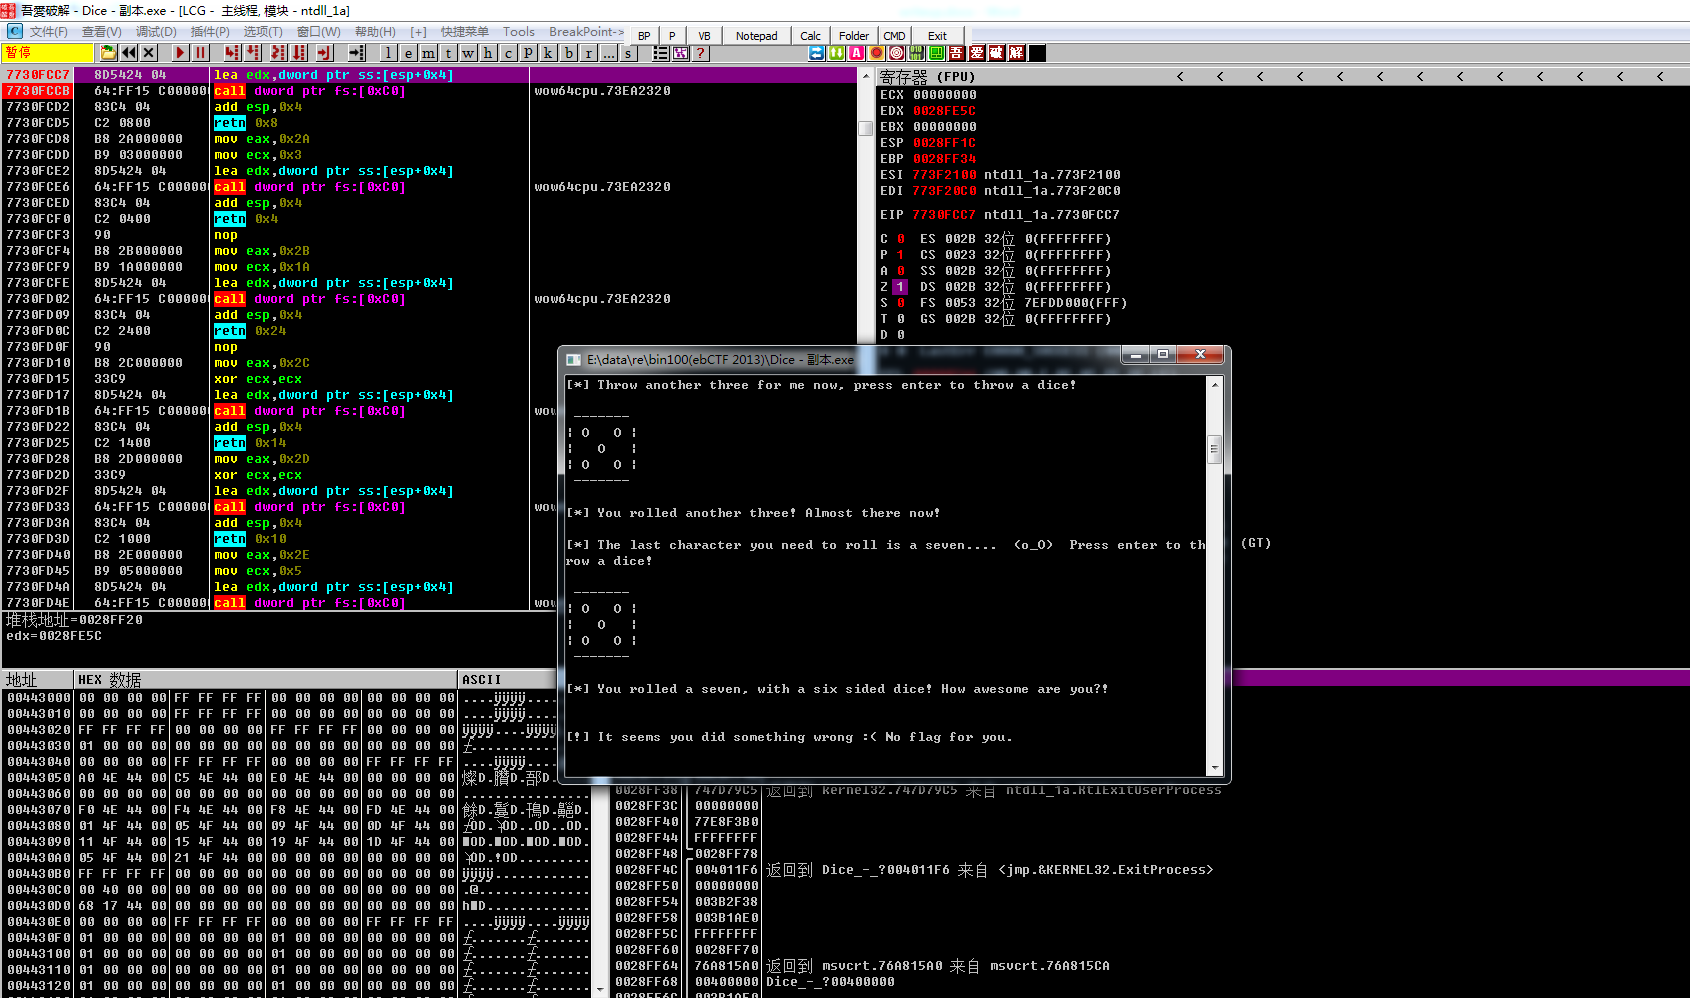 吾愛破解 - Dice - 副本.exe - [LCG - 主线程, 模块 - ntdll_1a]
文件(F) 查看(V) 调试(D) 插件(P) 选项(T) 窗口(W) 帮助(H) [+] 快捷菜单 Tools BreakPoint->
BP P VB Notepad Calc Folder CMD Exit
暂停
l e m t w h c p k b r ... s
?
吾 爱 破 解
7730FCC7 8D5424 04 lea edx,dword ptr ss:[esp+0x4]
7730FCCB 64:FF15 C00000 call dword ptr fs:[0xC0] wow64cpu.73EA2320
7730FCD2 83C4 04 add esp,0x4
7730FCD5 C2 0800 retn 0x8
7730FCD8 B8 2A000000 mov eax,0x2A
7730FCDD B9 03000000 mov ecx,0x3
7730FCE2 8D5424 04 lea edx,dword ptr ss:[esp+0x4]
7730FCE6 64:FF15 C00000 call dword ptr fs:[0xC0] wow64cpu.73EA2320
7730FCED 83C4 04 add esp,0x4
7730FCF0 C2 0400 retn 0x4
7730FCF3 90 nop
7730FCF4 B8 2B000000 mov eax,0x2B
7730FCF9 B9 1A000000 mov ecx,0x1A
7730FCFE 8D5424 04 lea edx,dword ptr ss:[esp+0x4]
7730FD02 64:FF15 C00000 call dword ptr fs:[0xC0] wow64cpu.73EA2320
7730FD09 83C4 04 add esp,0x4
7730FD0C C2 2400 retn 0x24
7730FD0F 90 nop
7730FD10 B8 2C000000 mov eax,0x2C
7730FD15 33C9 xor ecx,ecx
7730FD17 8D5424 04 lea edx,dword ptr ss:[esp+0x4]
7730FD1B 64:FF15 C00000 call dword ptr fs:[0xC0] wow
7730FD22 83C4 04 add esp,0x4
7730FD25 C2 1400 retn 0x14
7730FD28 B8 2D000000 mov eax,0x2D
7730FD2D 33C9 xor ecx,ecx
7730FD2F 8D5424 04 lea edx,dword ptr ss:[esp+0x4]
7730FD33 64:FF15 C00000 call dword ptr fs:[0xC0] wow
7730FD3A 83C4 04 add esp,0x4
7730FD3D C2 1000 retn 0x10
7730FD40 B8 2E000000 mov eax,0x2E
7730FD45 B9 05000000 mov ecx,0x5
7730FD4A 8D5424 04 lea edx,dword ptr ss:[esp+0x4]
7730FD4E 64:FF15 C00000 call dword ptr fs:[0xC0] wow
堆栈地址=0028FF20
edx=0028FE5C
寄存器 (FPU) < < < < < < < < < < < < <
ECX 00000000
EDX 0028FE5C
EBX 00000000
ESP 0028FF1C
EBP 0028FF34
ESI 773F2100 ntdll_1a.773F2100
EDI 773F20C0 ntdll_1a.773F20C0
EIP 7730FCC7 ntdll_1a.7730FCC7
C 0 ES 002B 32位 0(FFFFFFFF)
P 1 CS 0023 32位 0(FFFFFFFF)
A 0 SS 002B 32位 0(FFFFFFFF)
Z 1 DS 002B 32位 0(FFFFFFFF)
S 0 FS 0053 32位 7EFDD000(FFF)
T 0 GS 002B 32位 0(FFFFFFFF)
D 0
(GT)
E:\data\re\bin100(ebCTF 2013)\Dice - 副本.exe
[*] Throw another three for me now, press enter to throw a dice!
-------
¦ O   O ¦
¦   O   ¦
¦ O   O ¦
-------
[*] You rolled another three! Almost there now!
[*] The last character you need to roll is a seven.... (o_O) Press enter to th
row a dice!
-------
¦ O   O ¦
¦   O   ¦
¦ O   O ¦
-------
[*] You rolled a seven, with a six sided dice! How awesome are you?!
[!] It seems you did something wrong :( No flag for you.
地址 HEX 数据 ASCII
00443000 00 00 00 00 FF FF FF FF 00 00 00 00 00 00 00 00
00443010 00 00 00 00 FF FF FF FF 00 00 00 00 00 00 00 00
00443020 FF FF FF FF 00 00 00 00 FF FF FF FF 00 00 00 00
00443030 01 00 00 00 00 00 00 00 00 00 00 00 00 00 00 00
00443040 00 00 00 00 FF FF FF FF 00 00 00 00 00 00 00 00
00443050 A0 4E 44 00 C5 4E 44 00 E0 4E 44 00 00 00 00 00
00443060 00 00 00 00 00 00 00 00 00 00 00 00 00 00 00 00
00443070 F0 4E 44 00 F4 4E 44 00 F8 4E 44 00 FD 4E 44 00
00443080 01 4F 44 00 05 4F 44 00 09 4F 44 00 0D 4F 44 00
00443090 11 4F 44 00 15 4F 44 00 19 4F 44 00 1D 4F 44 00
004430A0 05 4F 44 00 21 4F 44 00 00 00 00 00 00 00 00 00
004430B0 FF FF FF FF 00 00 00 00 00 00 00 00 00 00 00 00
004430C0 00 40 00 00 00 00 00 00 00 00 00 00 00 00 00 00
004430D0 68 17 44 00 00 00 00 00 00 00 00 00 00 00 00 00
004430E0 00 00 00 00 FF FF FF FF 00 00 00 00 FF FF FF FF
004430F0 01 00 00 00 00 00 00 00 01 00 00 00 00 00 00 00
00443100 01 00 00 00 00 00 00 00 01 00 00 00 00 00 00 00
00443110 01 00 00 00 00 00 00 00 01 00 00 00 00 00 00 00
00443120 01 00 00 00 00 00 00 00 01 00 00 00 00 00 00 00
0028FF38 747D79C5 返回到 kernel32.747D79C5 来自 ntdll_1a.RtlExitUserProcess
0028FF3C 00000000
0028FF40 77E8F3B0
0028FF44 FFFFFFFF
0028FF48 0028FF78
0028FF4C 004011F6 返回到 Dice_-_?004011F6 来自 <jmp.&KERNEL32.ExitProcess>
0028FF50 00000000
0028FF54 003B2F38
0028FF58 003B1AE0
0028FF5C FFFFFFFF
0028FF60 0028FF70
0028FF64 76A815A0 返回到 msvcrt.76A815A0 来自 msvcrt.76A815CA
0028FF68 00400000 Dice_-_?00400000
0028FF6C 003B1AE0